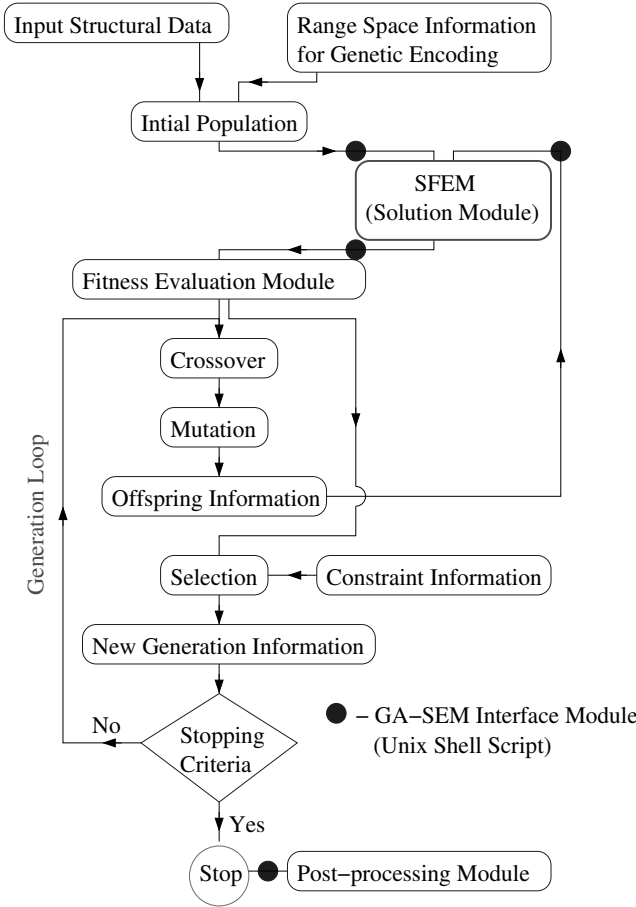 Input Structural Data
Range Space Information
for Genetic Encoding
Intial Population
SFEM
(Solution Module)
Fitness Evaluation Module
Crossover
Mutation
Offspring Information
Generation Loop
Selection
Constraint Information
New Generation Information
No
Stopping
Criteria
– GA–SEM Interface Module
(Unix Shell Script)
Yes
Stop
Post–processing Module